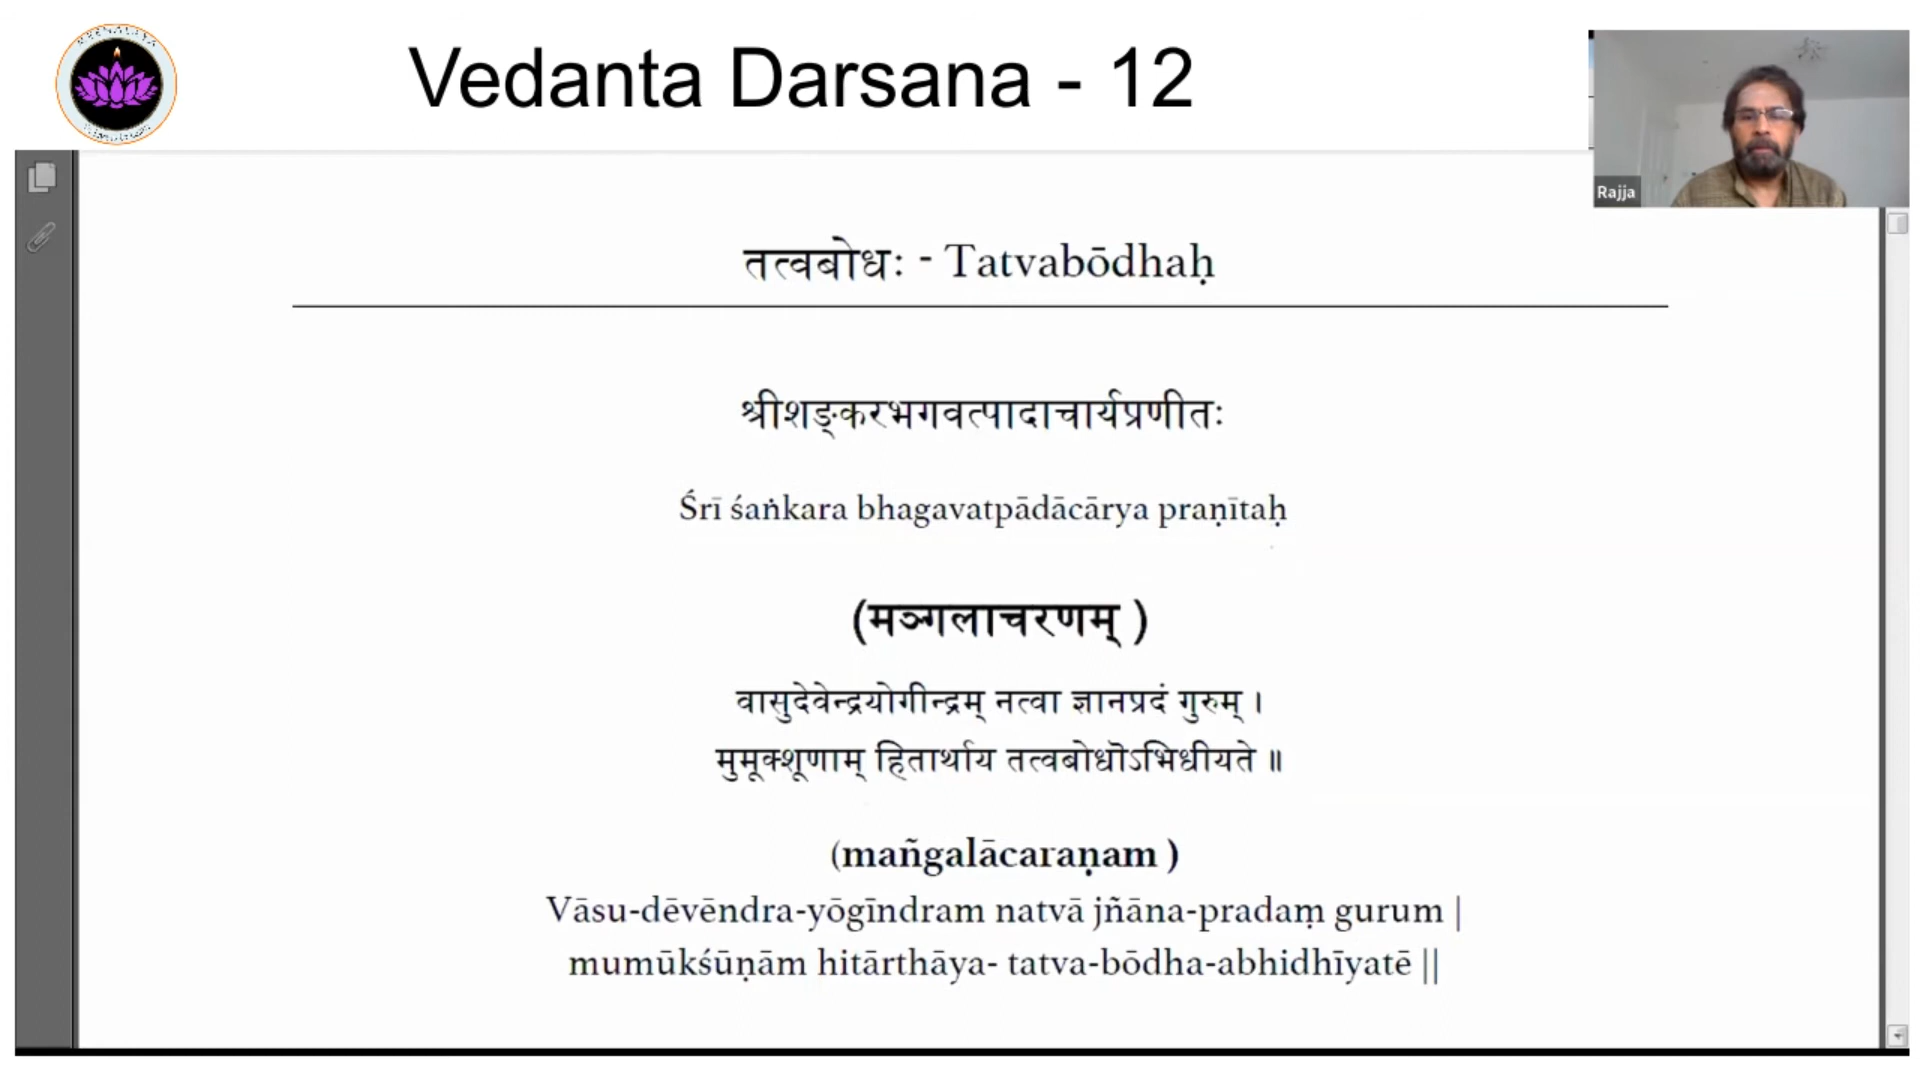 Vedanta Darsana - 12
Rajja
तत्वबोधः - Tatvabōdhaḥ
श्रीशङ्करभगवत्पादाचार्यप्रणीतः
Śrī śaṅkara bhagavatpādācārya praṇītaḥ
(मञ्गलाचरणम् )
वासुदेवेन्द्रयोगीन्द्रम् नत्वा ज्ञानप्रदं गुरुम् ।
मुमूक्शूणाम् हितार्थाय तत्वबोधॊऽभिधीयते ॥
(mañgalācaraṇam )
Vāsu-dēvēndra-yōgīndram natvā jñāna-pradaṃ gurum |
mumūkśūṇām hitārthāya- tatva-bōdha-abhidhīyatē ||